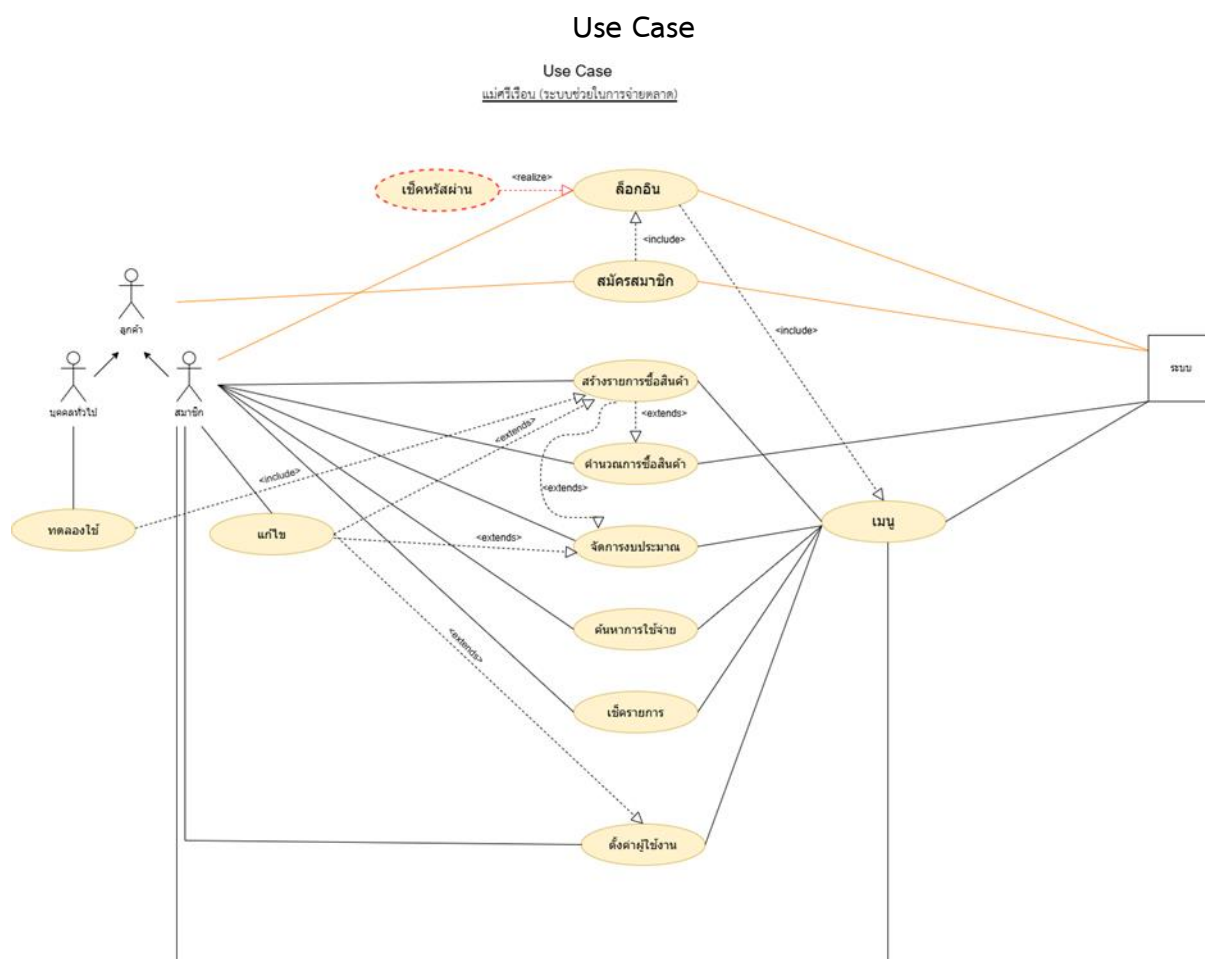 Use Case
Use Case
แม่ศรีเรือน (ระบบช่วยในการจ่ายตลาด)
เช็คหรัสผ่าน
<realize>
ล็อกอิน
<include>
สมัครสมาชิก
<include>
ลูกค้า
ระบบ
บุคคลทั่วไป
สมาชิก
สร้างรายการซื้อสินค้า
<extends>
<extends>
คำนวณการซื้อสินค้า
<include>
<extends>
เมนู
ทดลองใช้
แก้ไข
<extends>
จัดการงบประมาณ
ค้นหาการใช้จ่าย
<extends>
เช็ครายการ
ตั้งค่าผู้ใช้งาน